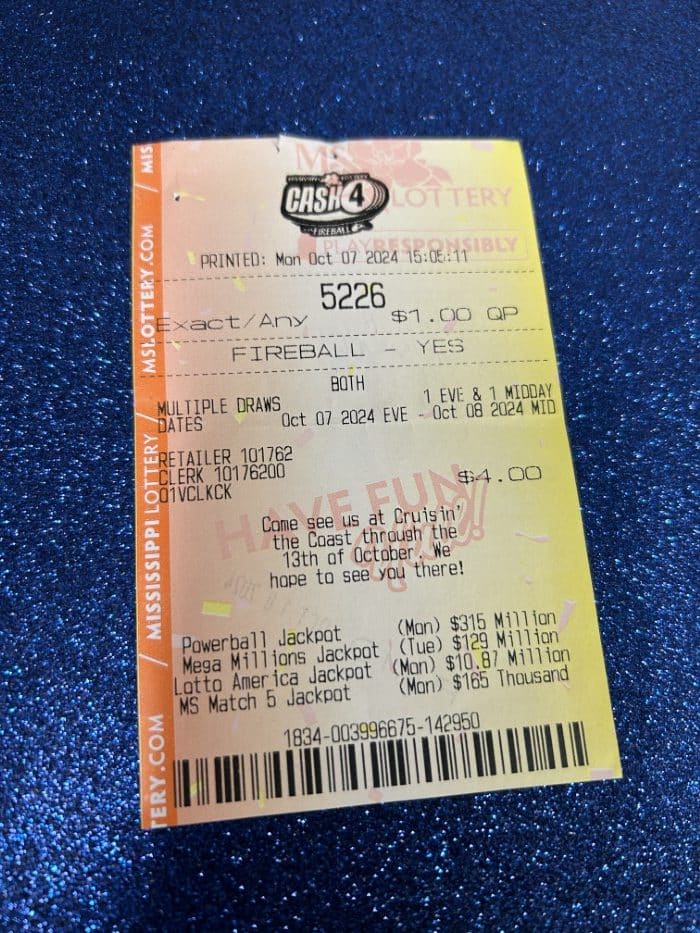 MS LOTTERY
CASH 4
FIREBALL
PLAY RESPONSIBLY
PRINTED: Mon Oct 07 2024 15:05:11
5226
Exact/Any $1.00 QP
FIREBALL - YES
BOTH
MULTIPLE DRAWS 1 EVE & 1 MIDDAY
DATES Oct 07 2024 EVE - Oct 08 2024 MID
RETAILER 101762
CLERK 10176200
01VCLKCK
$4.00
HAVE FUN
Come see us at Cruisin'
the Coast through the
13th of October. We
hope to see you there!
Powerball Jackpot (Mon) $315 Million
Mega Millions Jackpot (Tue) $129 Million
Lotto America Jackpot (Mon) $10.87 Million
MS Match 5 Jackpot (Mon) $165 Thousand
1834-003996675-142950
TERY.COM / MISSISSIPPI LOTTERY / MSLOTTERY.COM / MIS